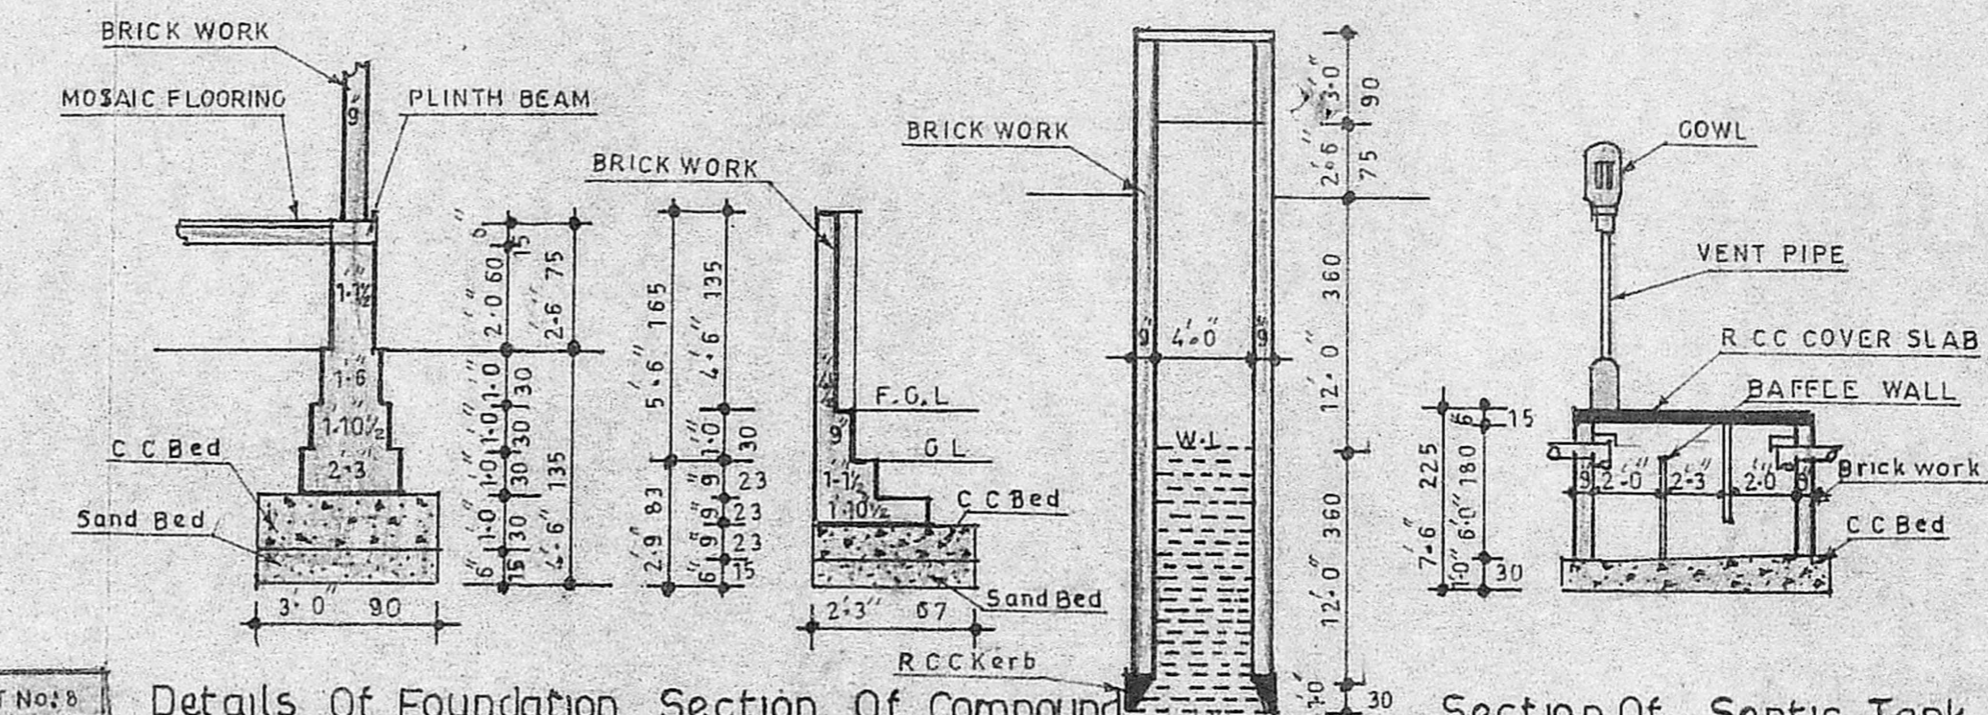 BRICK WORK
MOSAIC FLOORING
PLINTH BEAM
9"
1'-1½"
1'-6"
1'-10½"
2'-3"
C C Bed
Sand Bed
3'-0" 90
6" 15
2'-0" 60
2'-6" 75
1'-0" 30
1'-0" 30
1'-0" 30
1'-0" 30
6" 15
4'-6" 135
BRICK WORK
5'-6" 165
4'-6" 135
1'-0" 30
2'-9" 83
9" 23
9" 23
9" 23
6" 15
F.G.L
G L
9"
1'-1½"
1'-10½"
C C Bed
Sand Bed
2'-3" 67
BRICK WORK
3'-0" 90
2'-6" 75
9" 4'-0" 9"
12'-0" 360
W.L
12'-0" 360
1'-0" 30
R C C Kerb
COWL
VENT PIPE
R CC COVER SLAB
BAFFLE WALL
6" 15
7'-6" 225
6'-0" 180
1'-0" 30
9" 2'-0" 2'-3" 2'-0" 9"
Brick work
C C Bed
T No: 8
Details Of Foundation
Section Of Compound
Section Of Septic Tank